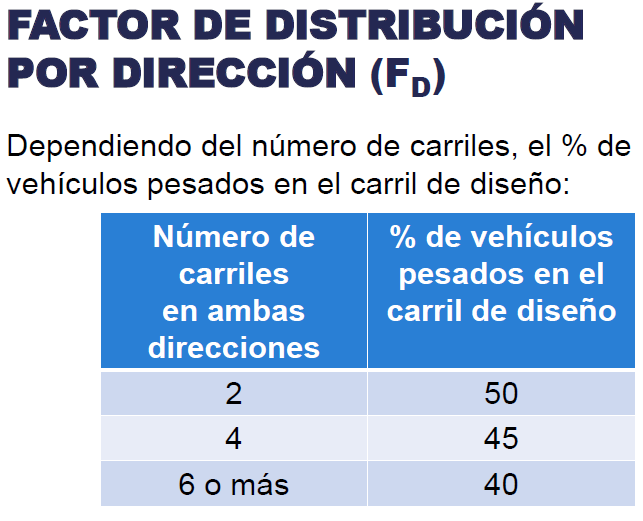 FACTOR DE DISTRIBUCIÓN
POR DIRECCIÓN (FD)
Dependiendo del número de carriles, el % de
vehículos pesados en el carril de diseño:
Número de
carriles
en ambas
direcciones
% de vehículos
pesados en el
carril de diseño
2 50
4 45
6 o más 40